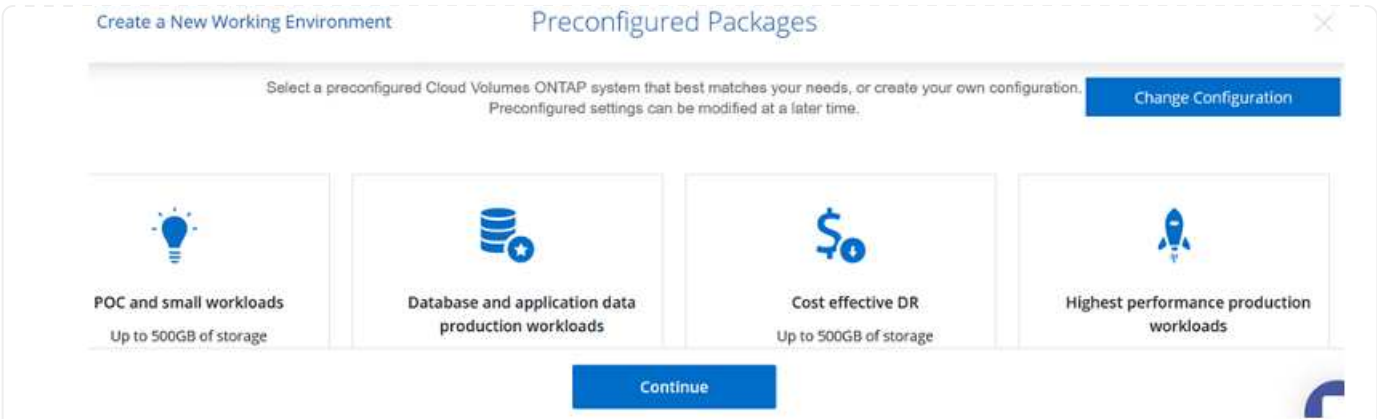 Create a New Working Environment
Preconfigured Packages
Select a preconfigured Cloud Volumes ONTAP system that best matches your needs, or create your own configuration.
Preconfigured settings can be modified at a later time.
Change Configuration
POC and small workloads
Up to 500GB of storage
Database and application data
production workloads
Cost effective DR
Up to 500GB of storage
Highest performance production
workloads
Continue